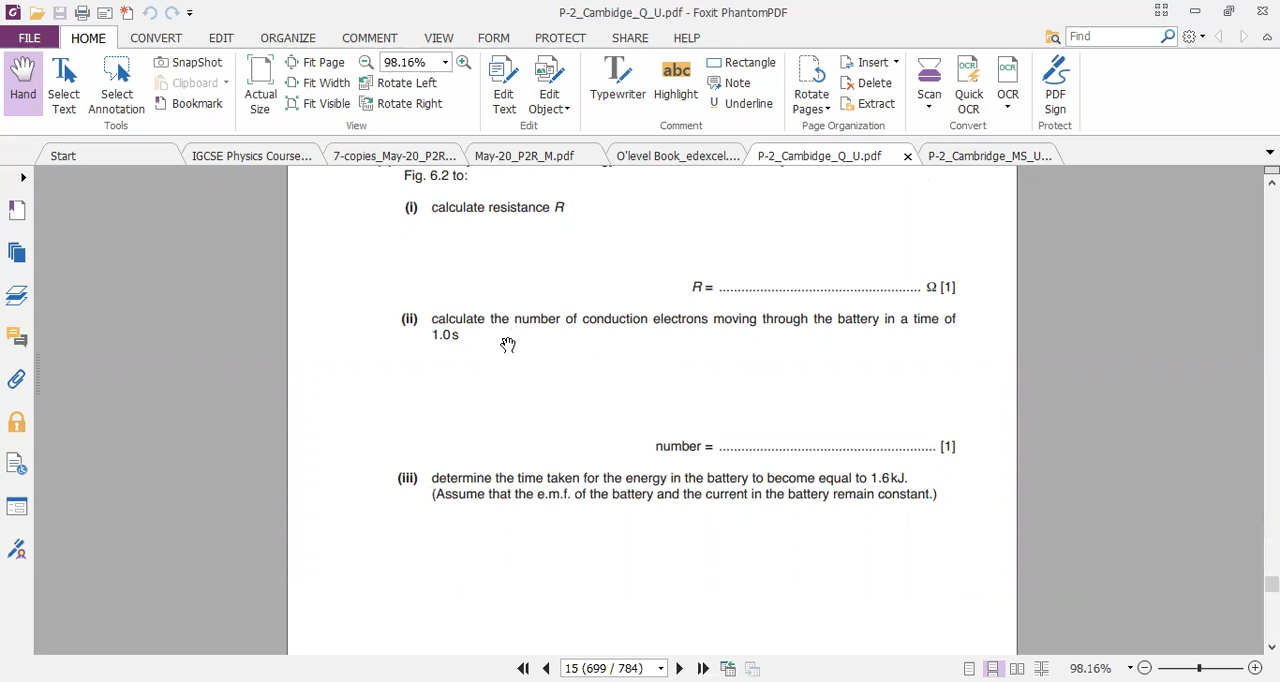 P-2_Cambidge_Q_U.pdf - Foxit PhantomPDF
FILE HOME CONVERT EDIT ORGANIZE COMMENT VIEW FORM PROTECT SHARE HELP
Find
Hand
Select Text
Select Annotation
SnapShot
Clipboard
Bookmark
Tools
Actual Size
Fit Page
Fit Width
Fit Visible
98.16%
Rotate Left
Rotate Right
View
Edit Text
Edit Object
Edit
Typewriter
abc
Highlight
Rectangle
Note
Underline
Comment
Rotate Pages
Insert
Delete
Extract
Page Organization
Scan
Quick OCR
OCR
Convert
PDF Sign
Protect
Start
IGCSE Physics Course...
7-copies_May-20_P2R...
May-20_P2R_M.pdf
O'level Book_edexcel....
P-2_Cambidge_Q_U.pdf
P-2_Cambridge_MS_U...
Fig. 6.2 to:
(i) calculate resistance R
R = ................................................... Ω [1]
(ii) calculate the number of conduction electrons moving through the battery in a time of
1.0 s
number = ...................................................... [1]
(iii) determine the time taken for the energy in the battery to become equal to 1.6 kJ.
(Assume that the e.m.f. of the battery and the current in the battery remain constant.)
15 (699 / 784)
98.16%